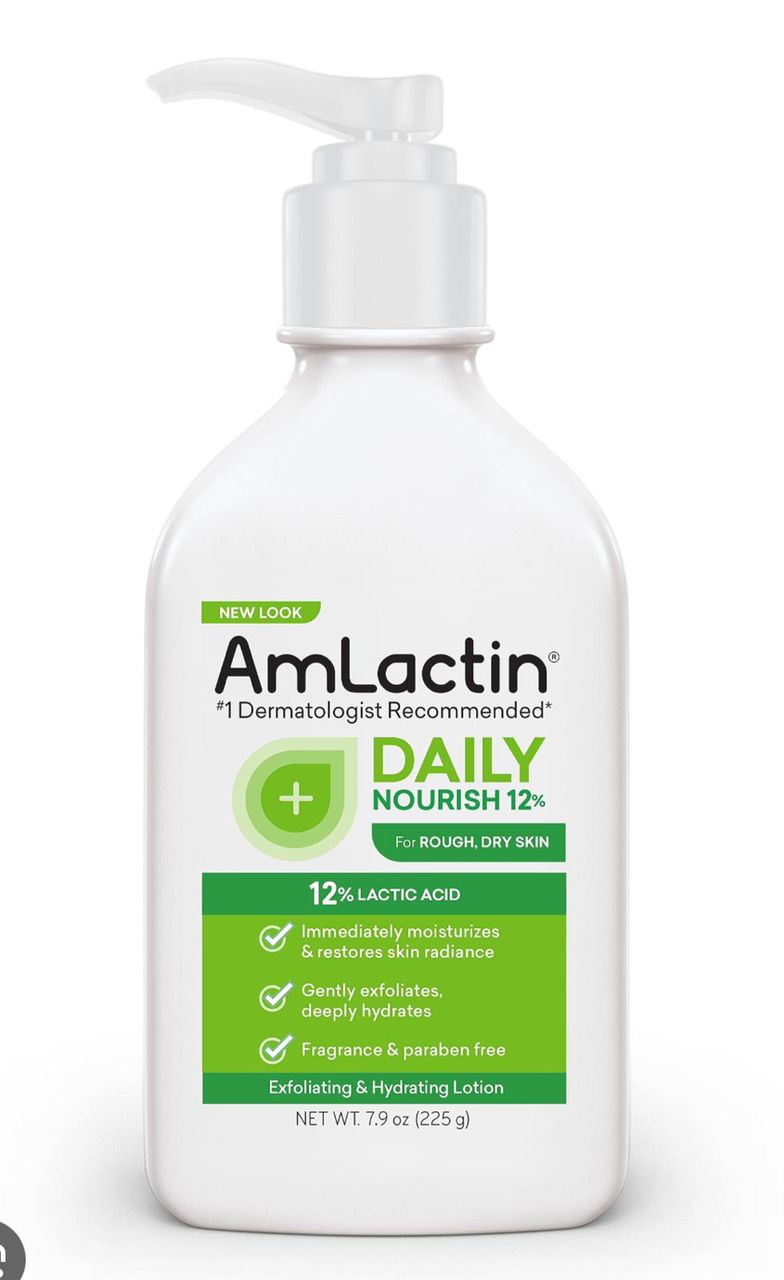 NEW LOOK
AmLactin®
#1 Dermatologist Recommended*
DAILY
NOURISH 12%
For ROUGH, DRY SKIN
12% LACTIC ACID
Immediately moisturizes
& restores skin radiance
Gently exfoliates,
deeply hydrates
Fragrance & paraben free
Exfoliating & Hydrating Lotion
NET WT. 7.9 oz (225 g)